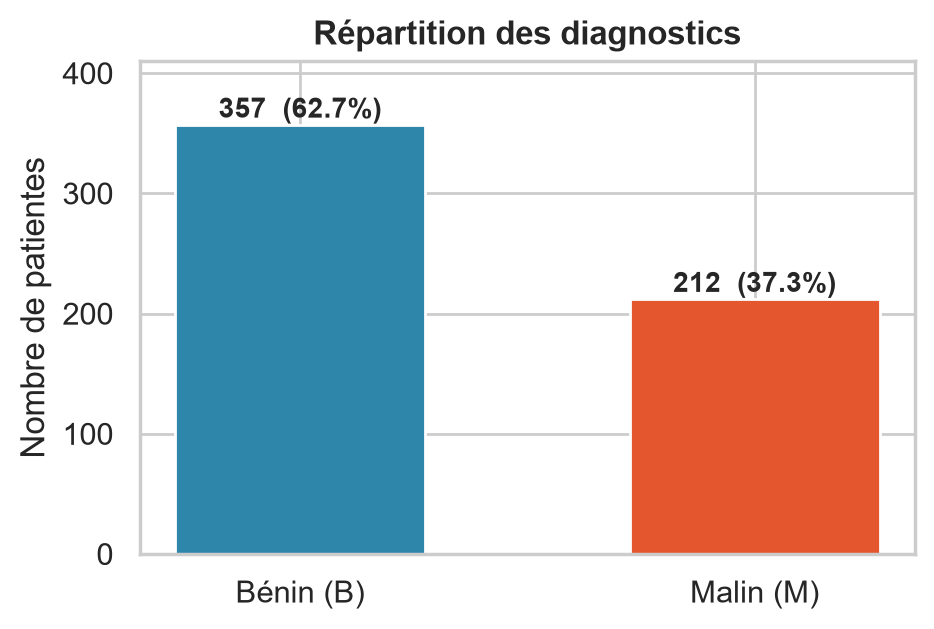 Répartition des diagnostics
400
357 (62.7%)
300
Nombre de patientes
212 (37.3%)
200
100
0
Bénin (B)
Malin (M)